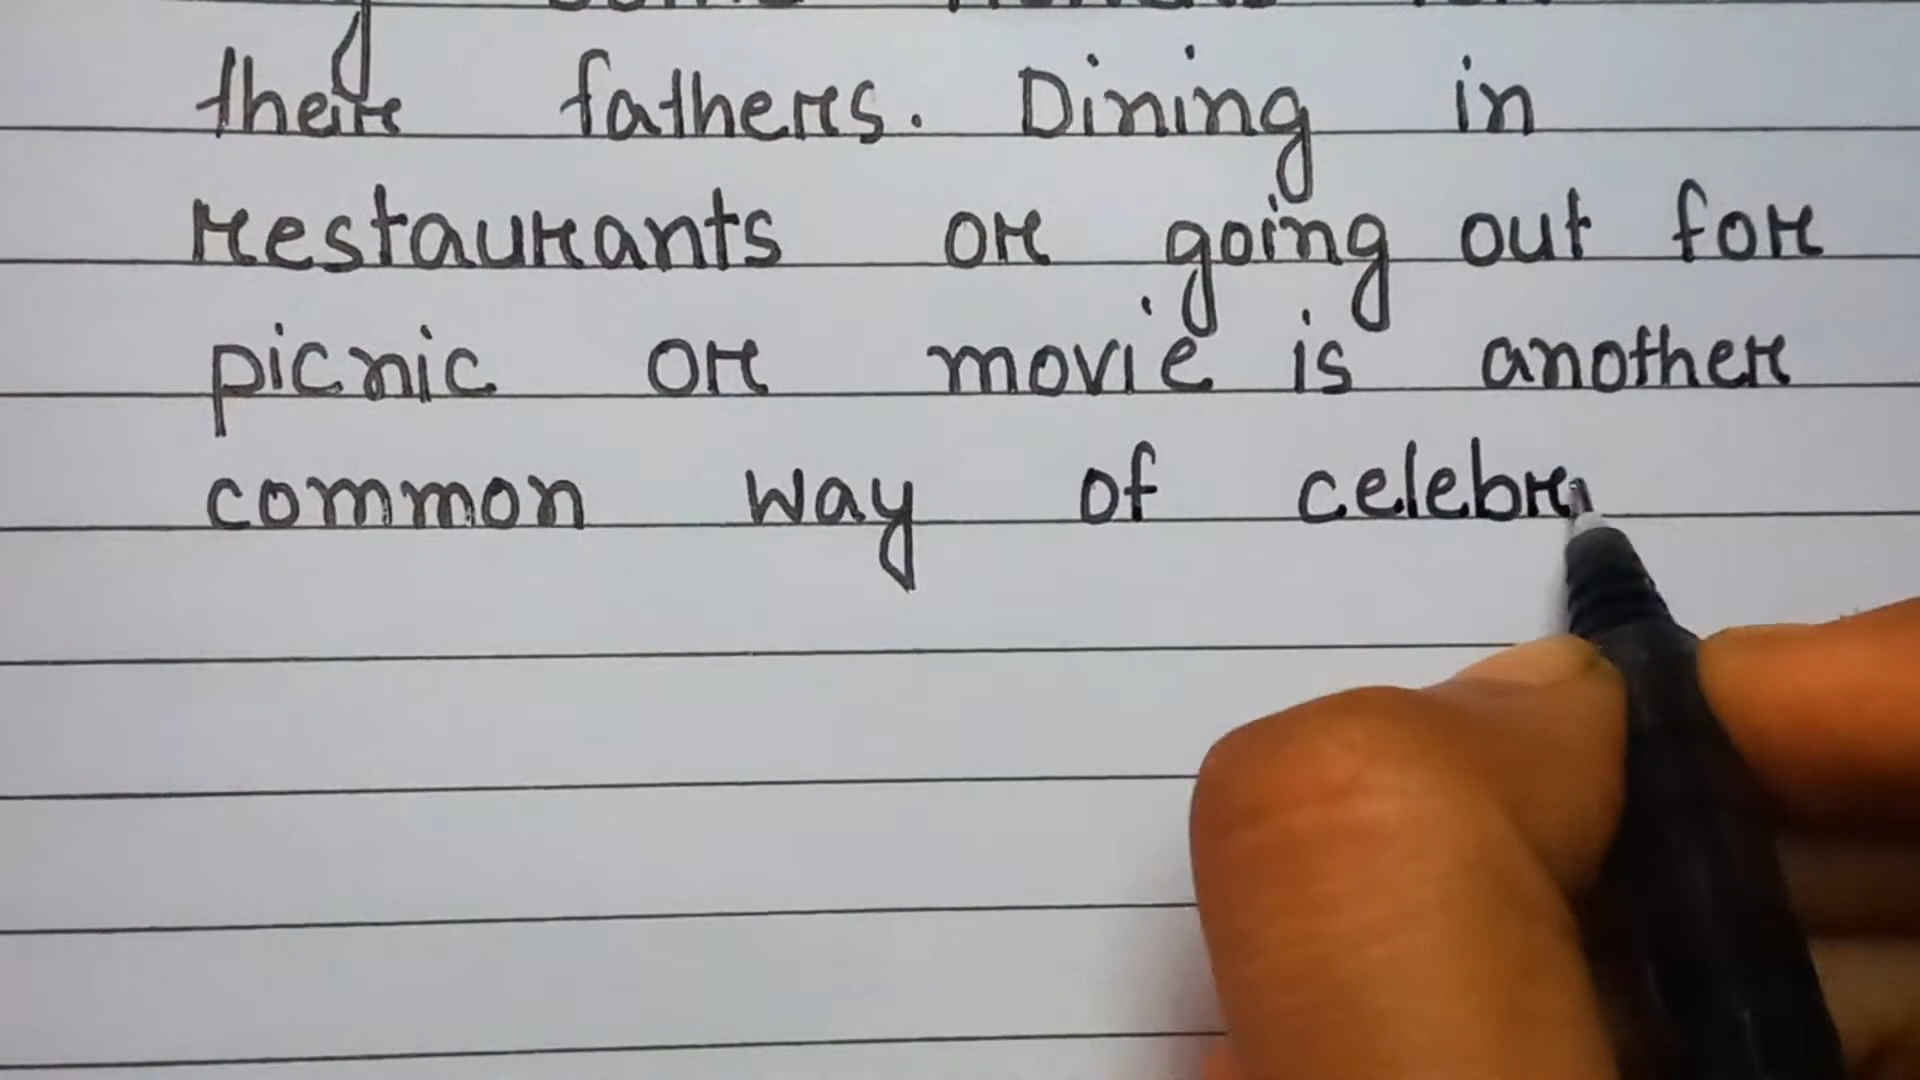 their fathers. Dining in
restaurants or going out for
picnic or movie is another
common way of celebr